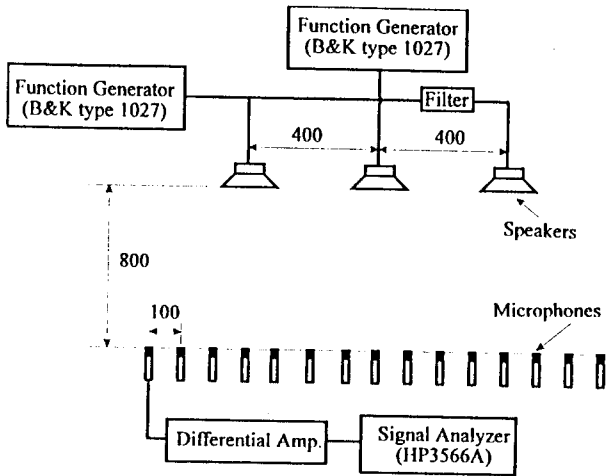 Function Generator
(B&K type 1027)
Function Generator
(B&K type 1027)
Filter
400
400
Speakers
800
100
Microphones
Differential Amp.
Signal Analyzer
(HP3566A)